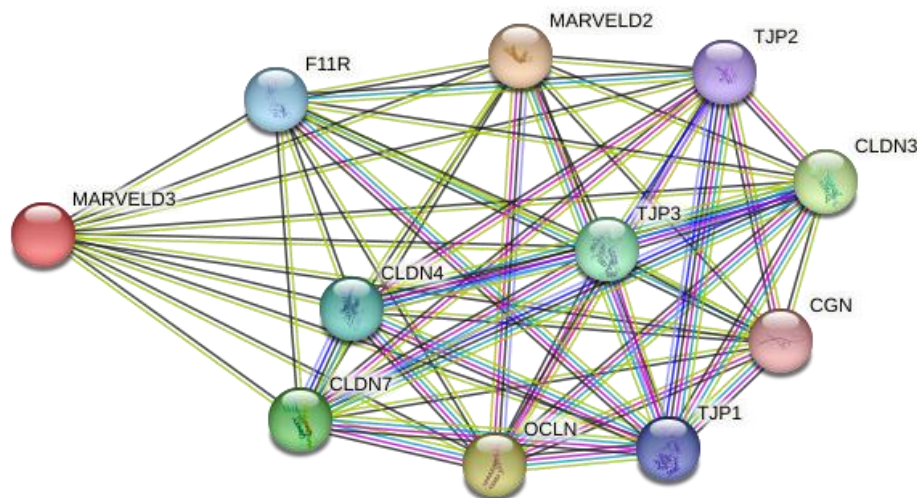 MARVELD2
TJP2
F11R
CLDN3
MARVELD3
TJP3
CLDN4
CGN
CLDN7
TJP1
OCLN